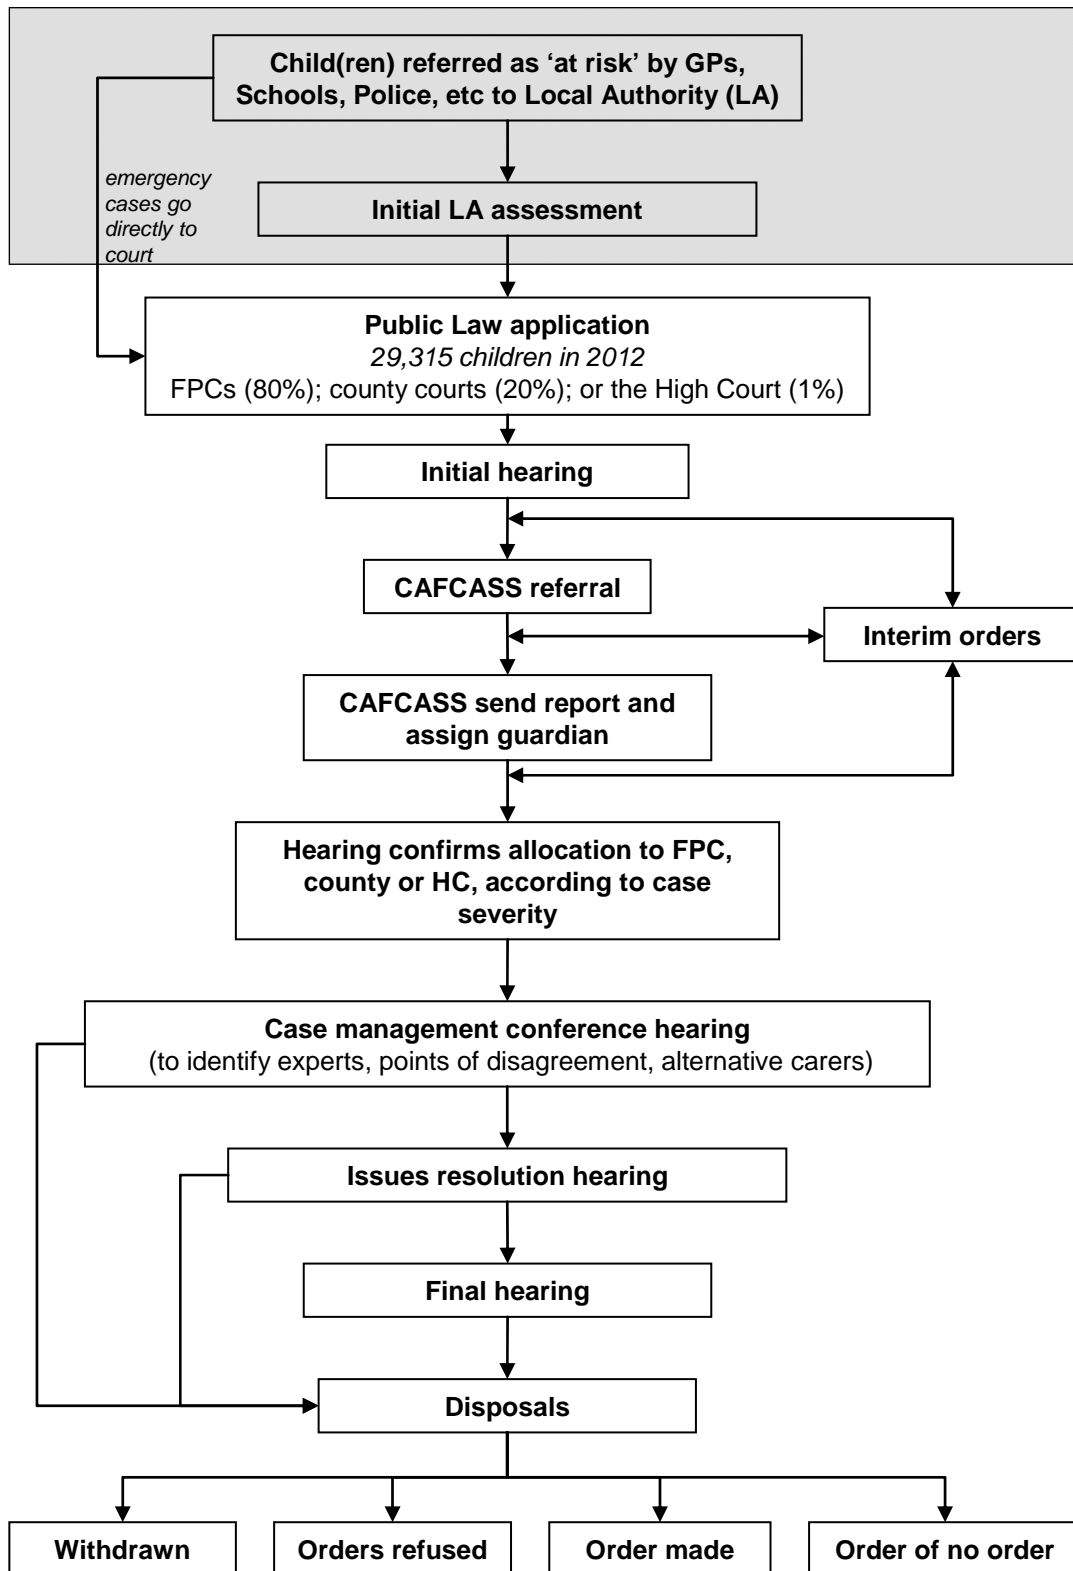 Child(ren) referred as ‘at risk’ by GPs,
Schools, Police, etc to Local Authority (LA)
emergency
cases go
directly to
court
Initial LA assessment
Public Law application
29,315 children in 2012
FPCs (80%); county courts (20%); or the High Court (1%)
Initial hearing
CAFCASS referral
Interim orders
CAFCASS send report and
assign guardian
Hearing confirms allocation to FPC,
county or HC, according to case
severity
Case management conference hearing
(to identify experts, points of disagreement, alternative carers)
Issues resolution hearing
Final hearing
Disposals
Withdrawn
Orders refused
Order made
Order of no order